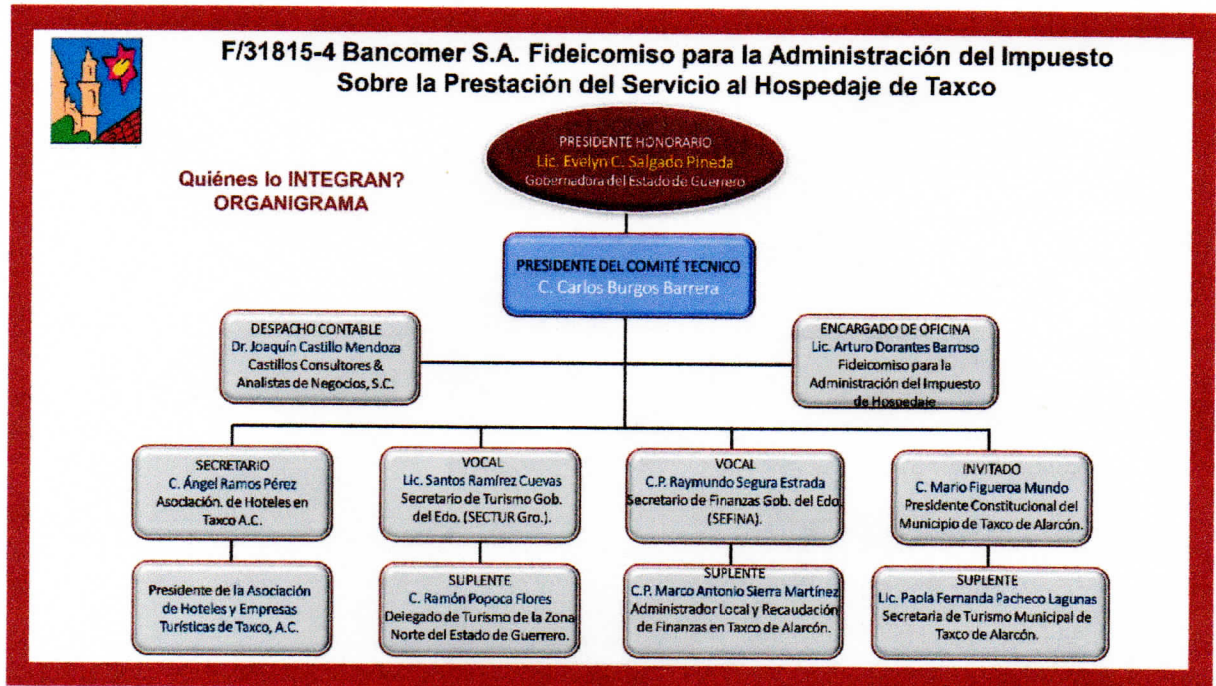 F/31815-4 Bancomer S.A. Fideicomiso para la Administración del Impuesto
Sobre la Prestación del Servicio al Hospedaje de Taxco
PRESIDENTE HONORARIO
Lic. Evelyn C. Salgado Pineda
Gobernadora del Estado de Guerrero
Quiénes lo INTEGRAN?
ORGANIGRAMA
PRESIDENTE DEL COMITÉ TECNICO
C. Carlos Burgos Barrera
DESPACHO CONTABLE
Dr. Joaquín Castillo Mendoza
Castillos Consultores &
Analistas de Negocios, S.C.
ENCARGADO DE OFICINA
Lic. Arturo Dorantes Barroso
Fideicomiso para la
Administración del Impuesto
de Hospedaje
SECRETARIO
C. Ángel Ramos Pérez
Asociación. de Hoteles en
Taxco A.C.
VOCAL
Lic. Santos Ramírez Cuevas
Secretario de Turismo Gob.
del Edo. (SECTUR Gro.).
VOCAL
C.P. Raymundo Segura Estrada
Secretario de Finanzas Gob. del Edo.
(SEFINA).
INVITADO
C. Mario Figueroa Mundo
Presidente Constitucional del
Municipio de Taxco de Alarcón.
Presidente de la Asociación
de Hoteles y Empresas
Turísticas de Taxco, A.C.
SUPLENTE
C. Ramón Popoca Flores
Delegado de Turismo de la Zona
Norte del Estado de Guerrero.
SUPLENTE
C.P. Marco Antonio Sierra Martínez
Administrador Local y Recaudación
de Finanzas en Taxco de Alarcón.
SUPLENTE
Lic. Paola Fernanda Pacheco Lagunas
Secretaria de Turismo Municipal de
Taxco de Alarcón.